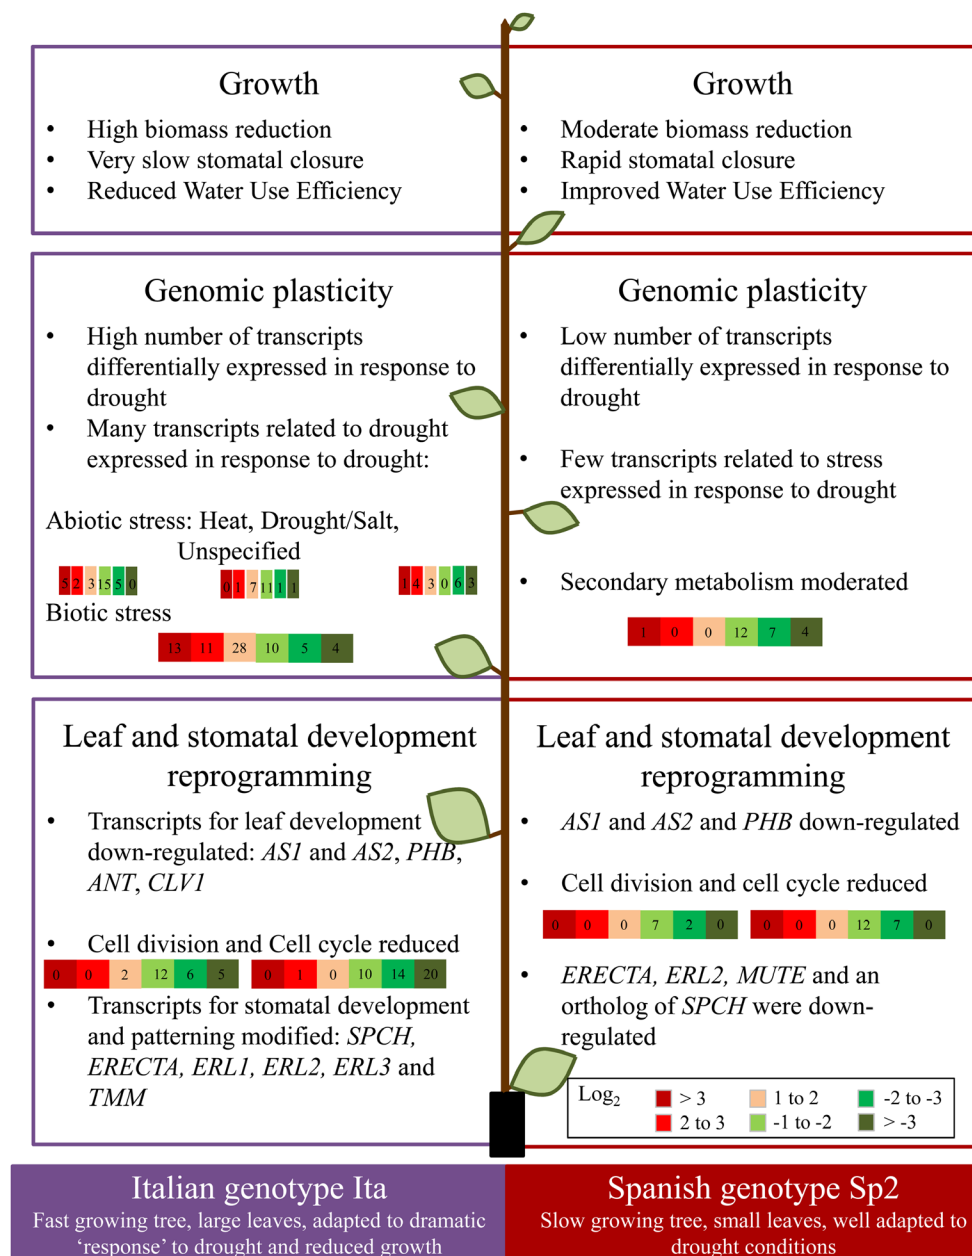 Growth
• High biomass reduction
• Very slow stomatal closure
• Reduced Water Use Efficiency
Growth
• Moderate biomass reduction
• Rapid stomatal closure
• Improved Water Use Efficiency
Genomic plasticity
• High number of transcripts
differentially expressed in response to
drought
• Many transcripts related to drought
expressed in response to drought:
Abiotic stress: Heat, Drought/Salt,
Unspecified
5 2 3 15 5 0
0 1 7 11 1 1
1 4 3 0 6 3
Biotic stress
13 11 28 10 5 4
Genomic plasticity
• Low number of transcripts
differentially expressed in response to
drought
• Few transcripts related to stress
expressed in response to drought
• Secondary metabolism moderated
1 0 0 12 7 4
Leaf and stomatal development
reprogramming
• Transcripts for leaf development
down-regulated: AS1 and AS2, PHB,
ANT, CLV1
• Cell division and Cell cycle reduced
0 0 2 12 6 5
0 1 0 10 14 20
• Transcripts for stomatal development
and patterning modified: SPCH,
ERECTA, ERL1, ERL2, ERL3 and
TMM
Leaf and stomatal development
reprogramming
• AS1 and AS2 and PHB down-regulated
• Cell division and cell cycle reduced
0 0 0 7 2 0
0 0 0 12 7 0
• ERECTA, ERL2, MUTE and an
ortholog of SPCH were down-
regulated
Log2
> 3
1 to 2
-2 to -3
2 to 3
-1 to -2
> -3
Italian genotype Ita
Fast growing tree, large leaves, adapted to dramatic
‘response’ to drought and reduced growth
Spanish genotype Sp2
Slow growing tree, small leaves, well adapted to
drought conditions